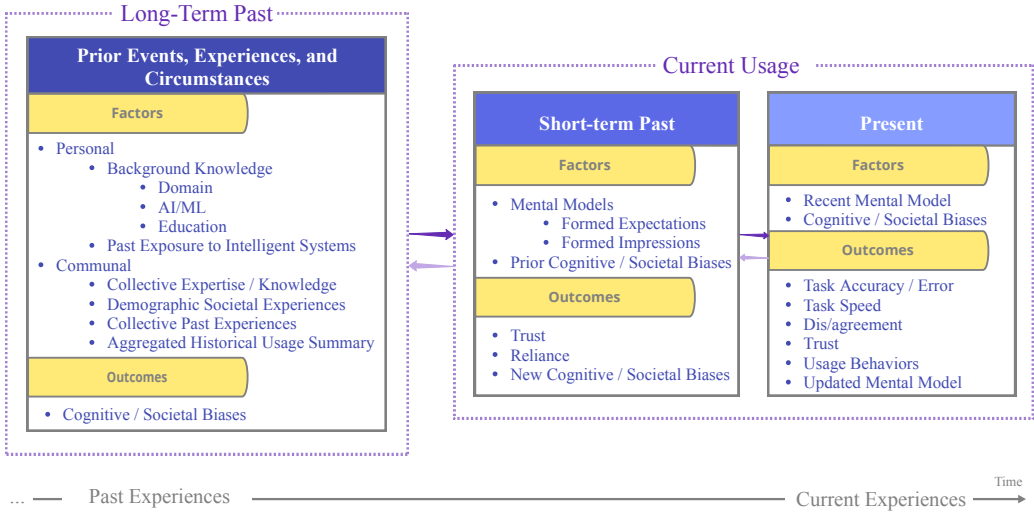 Long-Term Past
Prior Events, Experiences, and
Circumstances
Factors
• Personal
• Background Knowledge
• Domain
• AI/ML
• Education
• Past Exposure to Intelligent Systems
• Communal
• Collective Expertise / Knowledge
• Demographic Societal Experiences
• Collective Past Experiences
• Aggregated Historical Usage Summary
Outcomes
• Cognitive / Societal Biases
Current Usage
Short-term Past
Factors
• Mental Models
• Formed Expectations
• Formed Impressions
• Prior Cognitive / Societal Biases
Outcomes
• Trust
• Reliance
• New Cognitive / Societal Biases
Present
Factors
• Recent Mental Model
• Cognitive / Societal Biases
Outcomes
• Task Accuracy / Error
• Task Speed
• Dis/agreement
• Trust
• Usage Behaviors
• Updated Mental Model
... Past Experiences
Current Experiences
Time